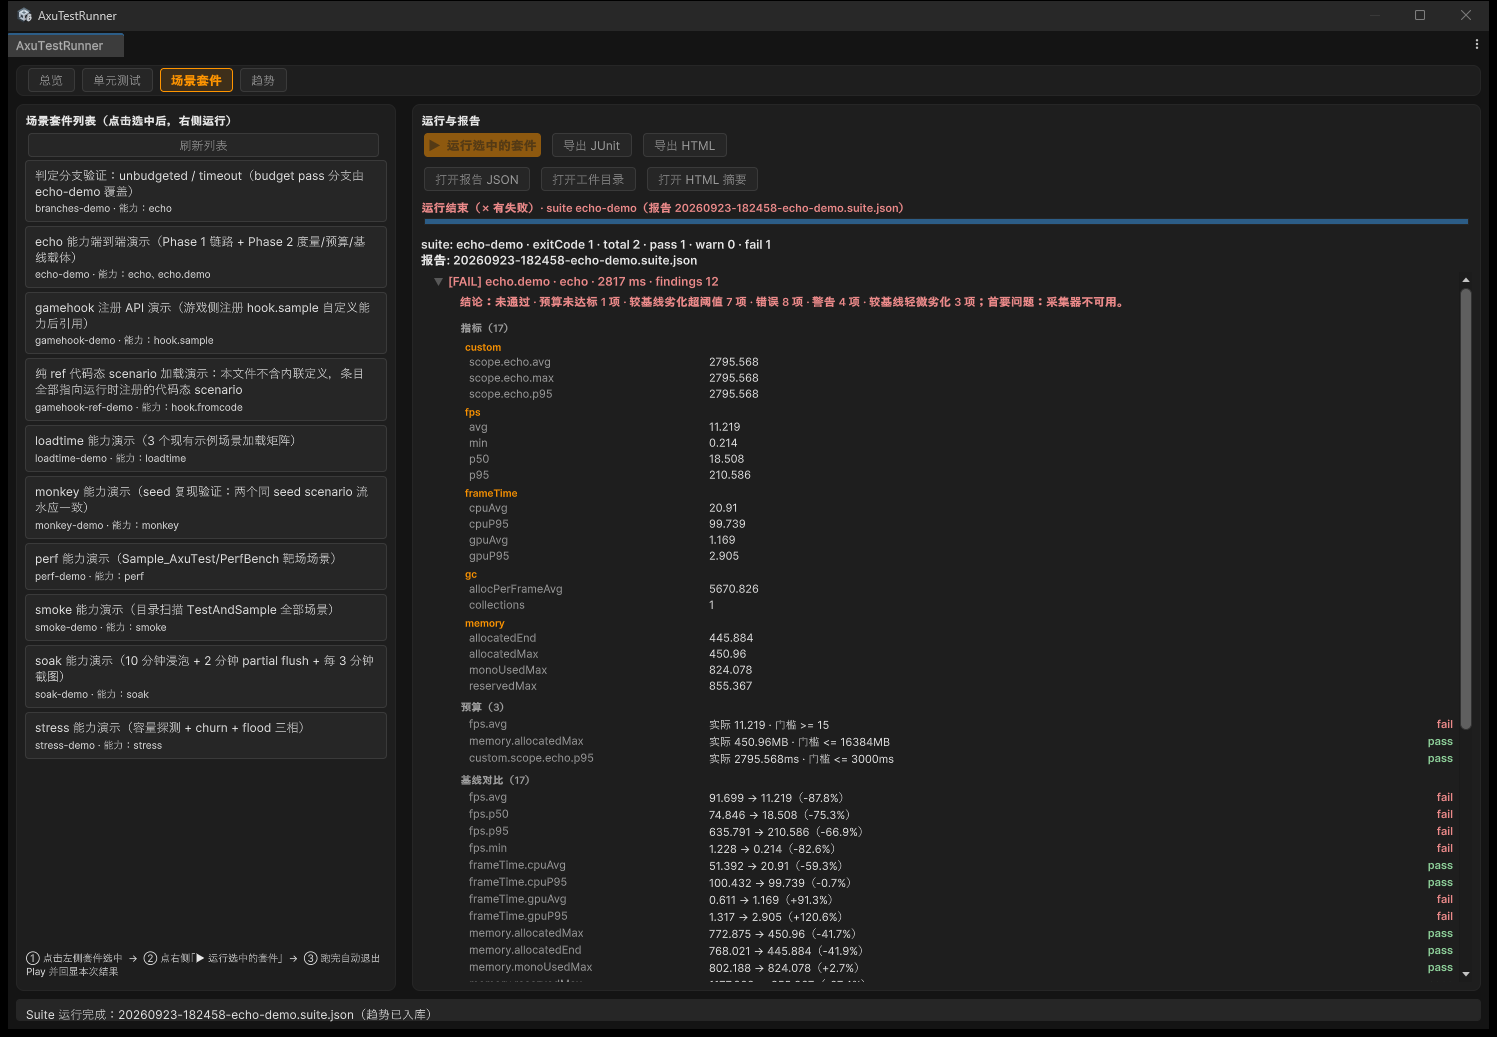 AxuTestRunner
AxuTestRunner
总览
单元测试
场景套件
趋势
场景套件列表（点击选中后，右侧运行）
刷新列表
判定分支验证：unbudgeted / timeout（budget pass 分支由
echo-demo 覆盖）
branches-demo · 能力：echo
echo 能力端到端演示（Phase 1 链路 + Phase 2 度量/预算/基
线载体）
echo-demo · 能力：echo、echo.demo
gamehook 注册 API 演示（游戏侧注册 hook.sample 自定义能
力后引用）
gamehook-demo · 能力：hook.sample
纯 ref 代码态 scenario 加载演示：本文件不含内联定义，条目
全部指向运行时注册的代码态 scenario
gamehook-ref-demo · 能力：hook.fromcode
loadtime 能力演示（3 个现有示例场景加载矩阵）
loadtime-demo · 能力：loadtime
monkey 能力演示（seed 复现验证：两个同 seed scenario 流
水应一致）
monkey-demo · 能力：monkey
perf 能力演示（Sample_AxuTest/PerfBench 靶场场景）
perf-demo · 能力：perf
smoke 能力演示（目录扫描 TestAndSample 全部场景）
smoke-demo · 能力：smoke
soak 能力演示（10 分钟浸泡 + 2 分钟 partial flush + 每 3 分钟
截图）
soak-demo · 能力：soak
stress 能力演示（容量探测 + churn + flood 三相）
stress-demo · 能力：stress
① 点击左侧套件选中 → ② 点右侧「▶ 运行选中的套件」 → ③ 跑完自动退出
Play 并回显本次结果
运行与报告
▶ 运行选中的套件
导出 JUnit
导出 HTML
打开报告 JSON
打开工件目录
打开 HTML 摘要
运行结束（× 有失败）· suite echo-demo（报告 20260923-182458-echo-demo.suite.json）
suite: echo-demo · exitCode 1 · total 2 · pass 1 · warn 0 · fail 1
报告: 20260923-182458-echo-demo.suite.json
▼ [FAIL] echo.demo · echo · 2817 ms · findings 12
结论：未通过 · 预算未达标 1 项 · 较基线劣化超阈值 7 项 · 错误 8 项 · 警告 4 项 · 较基线轻微劣化 3 项；首要问题：采集器不可用。
指标（17）
custom
scope.echo.avg 2795.568
scope.echo.max 2795.568
scope.echo.p95 2795.568
fps
avg 11.219
min 0.214
p50 18.508
p95 210.586
frameTime
cpuAvg 20.91
cpuP95 99.739
gpuAvg 1.169
gpuP95 2.905
gc
allocPerFrameAvg 5670.826
collections 1
memory
allocatedEnd 445.884
allocatedMax 450.96
monoUsedMax 824.078
reservedMax 855.367
预算（3）
fps.avg 实际 11.219 · 门槛 >= 15 fail
memory.allocatedMax 实际 450.96MB · 门槛 <= 16384MB pass
custom.scope.echo.p95 实际 2795.568ms · 门槛 <= 3000ms pass
基线对比（17）
fps.avg 91.699 → 11.219（-87.8%） fail
fps.p50 74.846 → 18.508（-75.3%） fail
fps.p95 635.791 → 210.586（-66.9%） fail
fps.min 1.228 → 0.214（-82.6%） fail
frameTime.cpuAvg 51.392 → 20.91（-59.3%） pass
frameTime.cpuP95 100.432 → 99.739（-0.7%） pass
frameTime.gpuAvg 0.611 → 1.169（+91.3%） fail
frameTime.gpuP95 1.317 → 2.905（+120.6%） fail
memory.allocatedMax 772.875 → 450.96（-41.7%） pass
memory.allocatedEnd 768.021 → 445.884（-41.9%） pass
memory.monoUsedMax 802.188 → 824.078（+2.7%） pass
Suite 运行完成：20260923-182458-echo-demo.suite.json（趋势已入库）